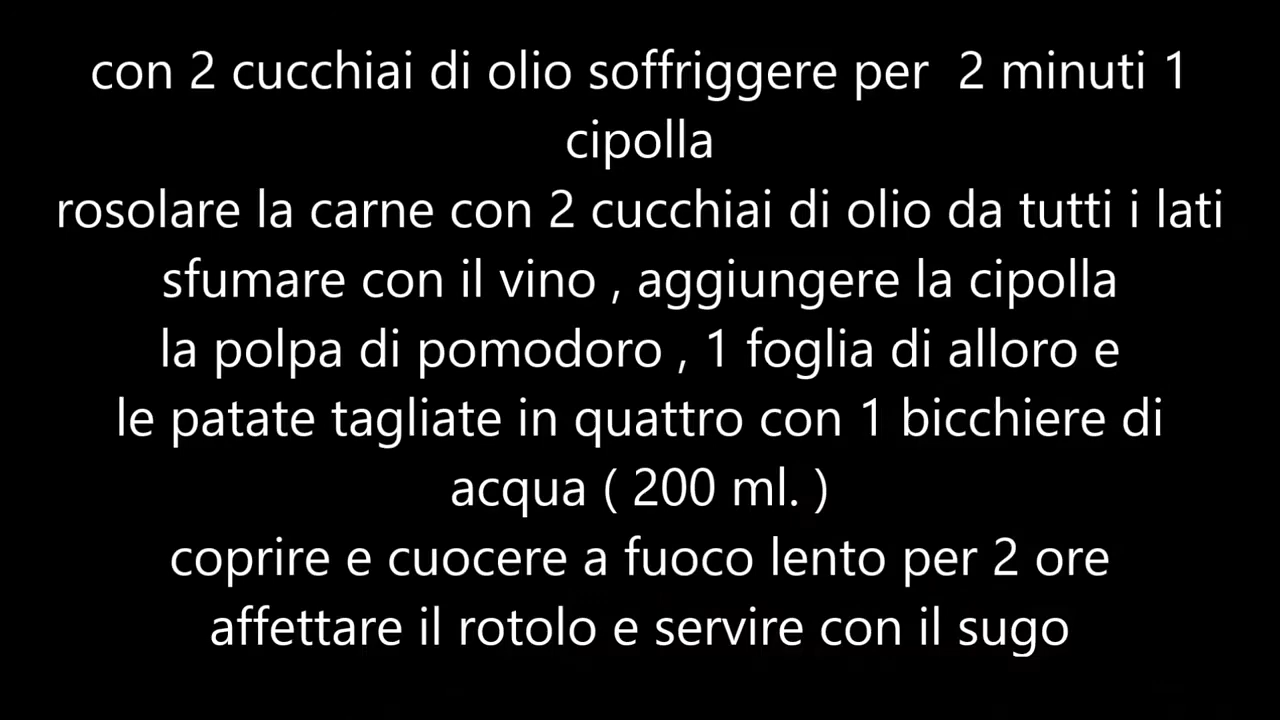 con 2 cucchiai di olio soffriggere per  2 minuti 1
cipolla
rosolare la carne con 2 cucchiai di olio da tutti i lati
sfumare con il vino , aggiungere la cipolla
la polpa di pomodoro , 1 foglia di alloro e
le patate tagliate in quattro con 1 bicchiere di
acqua ( 200 ml. )
coprire e cuocere a fuoco lento per 2 ore
affettare il rotolo e servire con il sugo